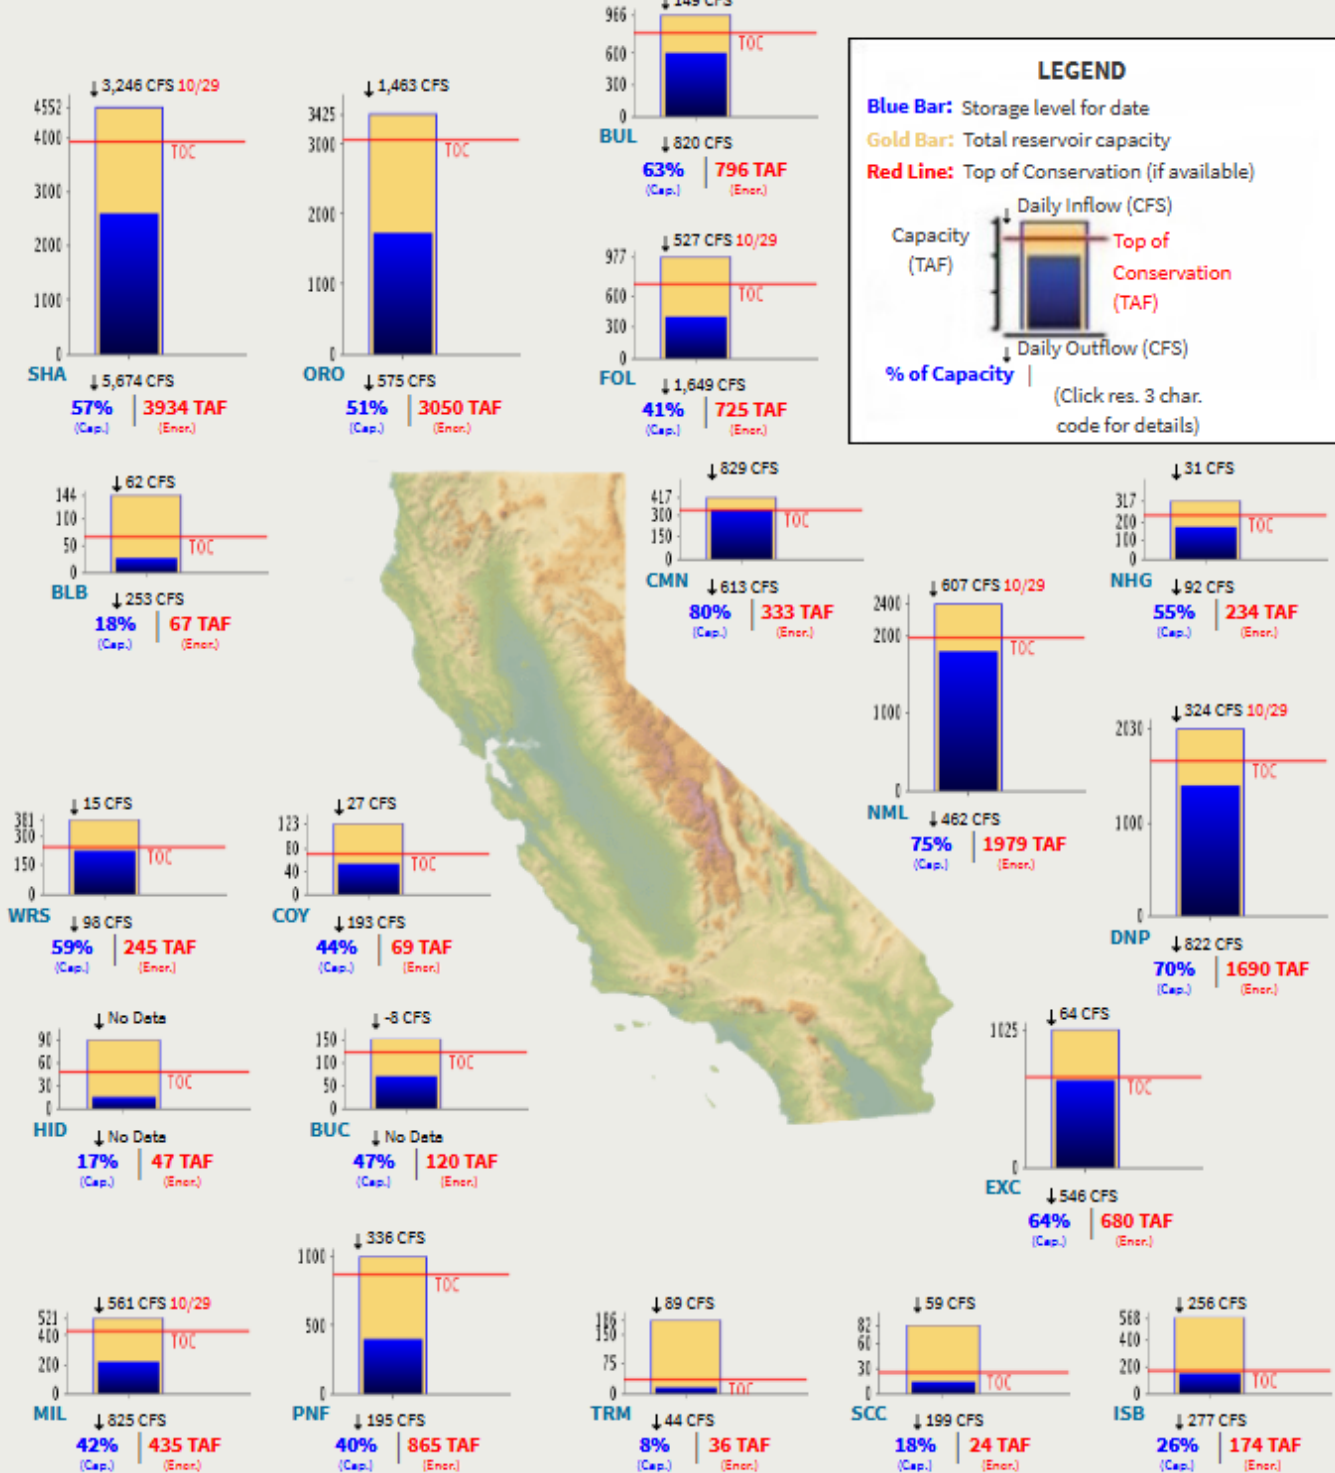 149 CFS
966
600
300
0
TOC
BUL
820 CFS
63% 796 TAF
(Cap.) (Encr.)
LEGEND
Blue Bar: Storage level for date
Gold Bar: Total reservoir capacity
Red Line: Top of Conservation (if available)
Daily Inflow (CFS)
Capacity
(TAF)
Top of
Conservation
(TAF)
Daily Outflow (CFS)
% of Capacity
(Click res. 3 char.
code for details)
3,246 CFS 10/29
4552
4000
3000
2000
1000
0
TOC
SHA
5,674 CFS
57% 3934 TAF
(Cap.) (Encr.)
1,463 CFS
3425
3000
2000
1000
0
TOC
ORO
575 CFS
51% 3050 TAF
(Cap.) (Encr.)
527 CFS 10/29
977
600
300
0
TOC
FOL
1,649 CFS
41% 725 TAF
(Cap.) (Encr.)
62 CFS
144
100
50
0
TOC
BLB
253 CFS
18% 67 TAF
(Cap.) (Encr.)
829 CFS
417
300
150
0
TOC
CMN
613 CFS
80% 333 TAF
(Cap.) (Encr.)
31 CFS
317
200
100
0
TOC
NHG
92 CFS
55% 234 TAF
(Cap.) (Encr.)
607 CFS 10/29
2400
2000
1000
0
TOC
NML
462 CFS
75% 1979 TAF
(Cap.) (Encr.)
324 CFS 10/29
2030
1000
0
TOC
DNP
822 CFS
70% 1690 TAF
(Cap.) (Encr.)
15 CFS
381
300
150
0
TOC
WRS
98 CFS
59% 245 TAF
(Cap.) (Encr.)
27 CFS
123
80
40
0
TOC
COY
193 CFS
44% 69 TAF
(Cap.) (Encr.)
No Data
90
60
30
0
TOC
HID
No Data
17% 47 TAF
(Cap.) (Encr.)
-8 CFS
150
100
50
0
TOC
BUC
No Data
47% 120 TAF
(Cap.) (Encr.)
64 CFS
1025
0
TOC
EXC
546 CFS
64% 680 TAF
(Cap.) (Encr.)
561 CFS 10/29
521
400
200
0
TOC
MIL
825 CFS
42% 435 TAF
(Cap.) (Encr.)
336 CFS
1000
500
0
TOC
PNF
195 CFS
40% 865 TAF
(Cap.) (Encr.)
89 CFS
186
150
75
0
TOC
TRM
44 CFS
8% 36 TAF
(Cap.) (Encr.)
59 CFS
82
60
30
0
TOC
SCC
199 CFS
18% 24 TAF
(Cap.) (Encr.)
256 CFS
568
400
200
0
TOC
ISB
277 CFS
26% 174 TAF
(Cap.) (Encr.)